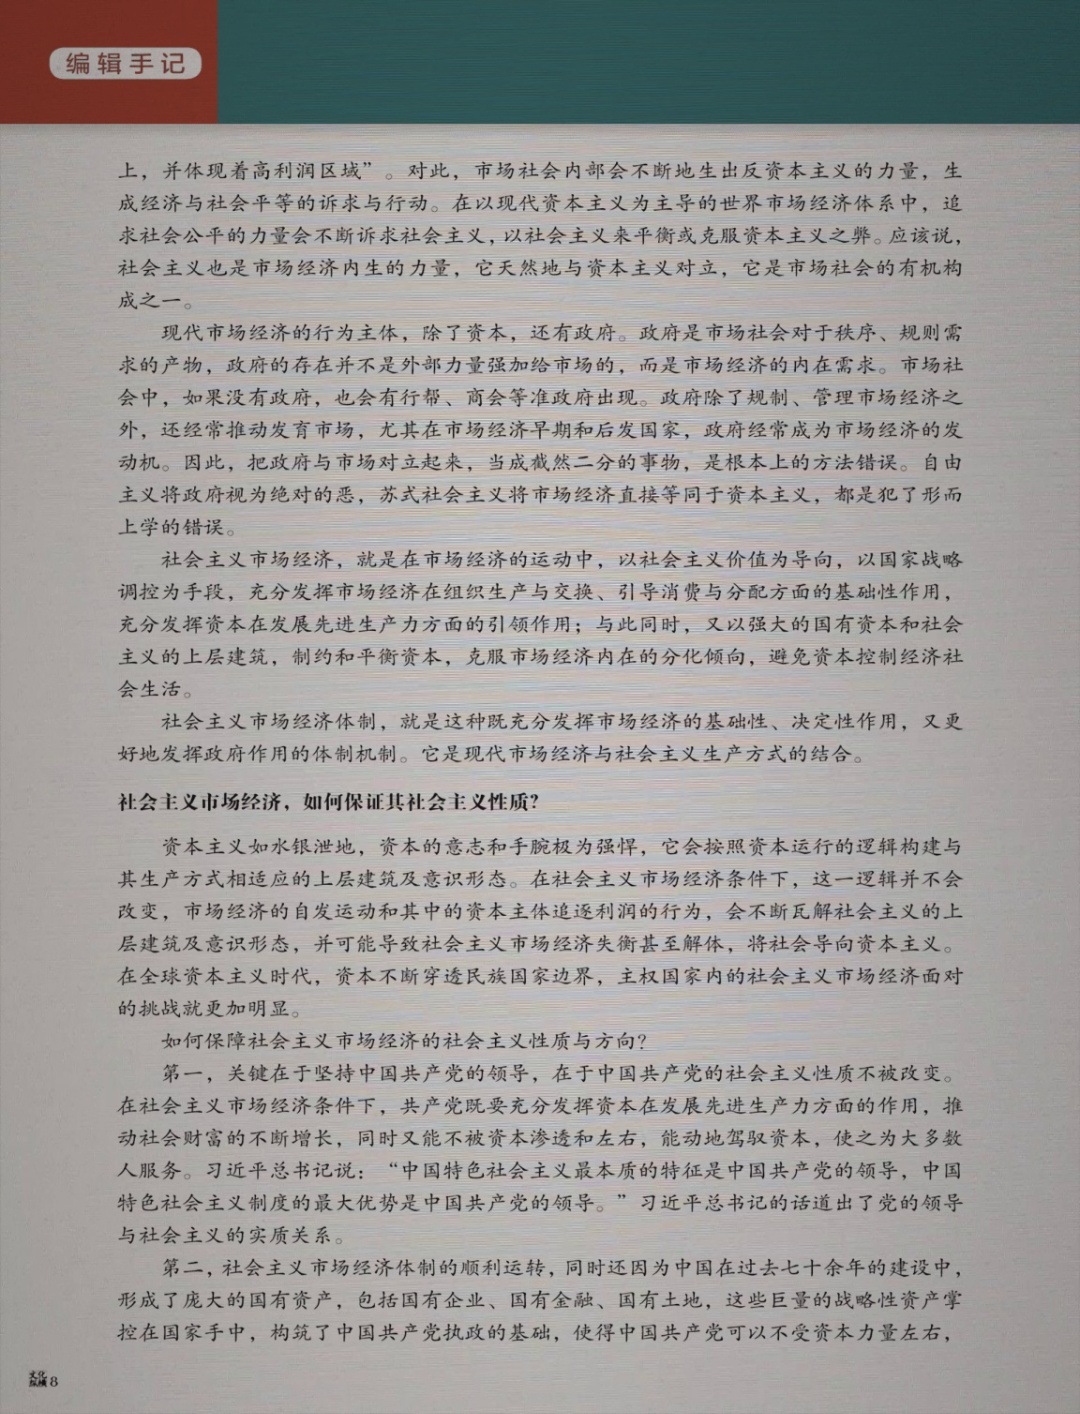 编辑手记
上，并体现着高利润区域”。对此，市场社会内部会不断地生出反资本主义的力量，生
成经济与社会平等的诉求与行动。在以现代资本主义为主导的世界市场经济体系中，追
求社会公平的力量会不断诉求社会主义，以社会主义来平衡或克服资本主义之弊。应该说，
社会主义也是市场经济内生的力量，它天然地与资本主义对立，它是市场社会的有机构
成之一。
现代市场经济的行为主体，除了资本，还有政府。政府是市场社会对于秩序、规则需
求的产物，政府的存在并不是外部力量强加给市场的，而是市场经济的内在需求。市场社
会中，如果没有政府，也会有行帮、商会等准政府出现。政府除了规制、管理市场经济之
外，还经常推动发育市场，尤其在市场经济早期和后发国家，政府经常成为市场经济的发
动机。因此，把政府与市场对立起来，当成截然二分的事物，是根本上的方法错误。自由
主义将政府视为绝对的恶，苏式社会主义将市场经济直接等同于资本主义，都是犯了形而
上学的错误。
社会主义市场经济，就是在市场经济的运动中，以社会主义价值为导向，以国家战略
调控为手段，充分发挥市场经济在组织生产与交换、引导消费与分配方面的基础性作用，
充分发挥资本在发展先进生产力方面的引领作用；与此同时，又以强大的国有资本和社会
主义的上层建筑，制约和平衡资本，克服市场经济内在的分化倾向，避免资本控制经济社
会生活。
社会主义市场经济体制，就是这种既充分发挥市场经济的基础性、决定性作用，又更
好地发挥政府作用的体制机制。它是现代市场经济与社会主义生产方式的结合。
社会主义市场经济，如何保证其社会主义性质？
资本主义如水银泄地，资本的意志和手腕极为强悍，它会按照资本运行的逻辑构建与
其生产方式相适应的上层建筑及意识形态。在社会主义市场经济条件下，这一逻辑并不会
改变，市场经济的自发运动和其中的资本主体追逐利润的行为，会不断瓦解社会主义的上
层建筑及意识形态，并可能导致社会主义市场经济失衡甚至解体，将社会导向资本主义。
在全球资本主义时代，资本不断穿透民族国家边界，主权国家内的社会主义市场经济面对
的挑战就更加明显。
如何保障社会主义市场经济的社会主义性质与方向？
第一，关键在于坚持中国共产党的领导，在于中国共产党的社会主义性质不被改变。
在社会主义市场经济条件下，共产党既要充分发挥资本在发展先进生产力方面的作用，推
动社会财富的不断增长，同时又能不被资本渗透和左右，能动地驾驭资本，使之为大多数
人服务。习近平总书记说：“中国特色社会主义最本质的特征是中国共产党的领导，中国
特色社会主义制度的最大优势是中国共产党的领导。”习近平总书记的话道出了党的领导
与社会主义的实质关系。
第二，社会主义市场经济体制的顺利运转，同时还因为中国在过去七十余年的建设中，
形成了庞大的国有资产，包括国有企业、国有金融、国有土地，这些巨量的战略性资产掌
控在国家手中，构筑了中国共产党执政的基础，使得中国共产党可以不受资本力量左右，
文化
纵横 8